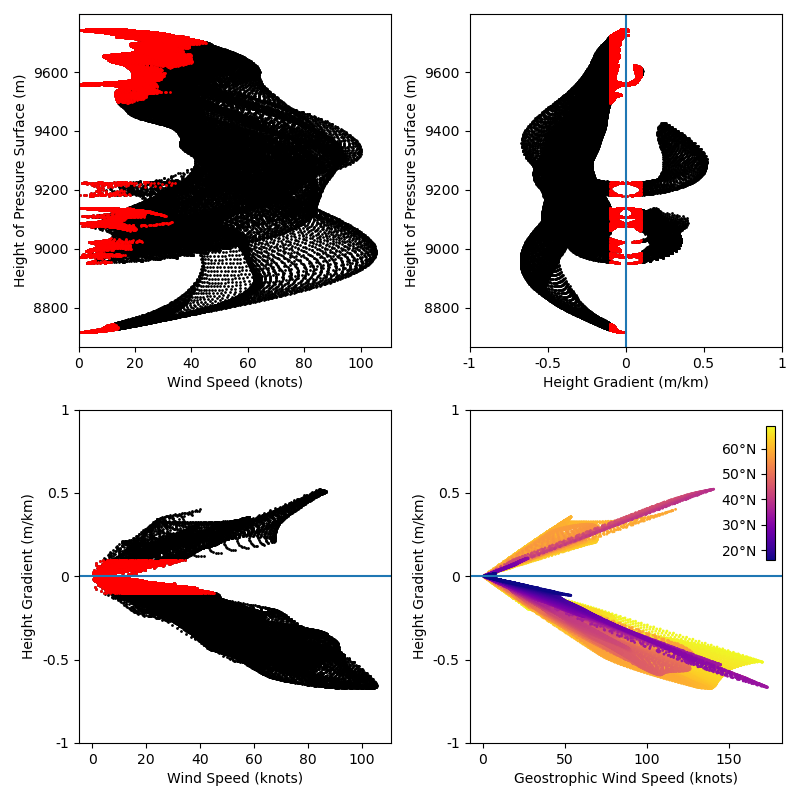 Height of Pressure Surface (m)
9600
9400
9200
9000
8800
0 20 40 60 80 100
Wind Speed (knots)
Height of Pressure Surface (m)
9600
9400
9200
9000
8800
-1 -0.5 0 0.5 1
Height Gradient (m/km)
Height Gradient (m/km)
1
0.5
0
-0.5
-1
0 20 40 60 80 100
Wind Speed (knots)
Height Gradient (m/km)
1
0.5
0
-0.5
-1
0 50 100 150
Geostrophic Wind Speed (knots)
60°N
50°N
40°N
30°N
20°N